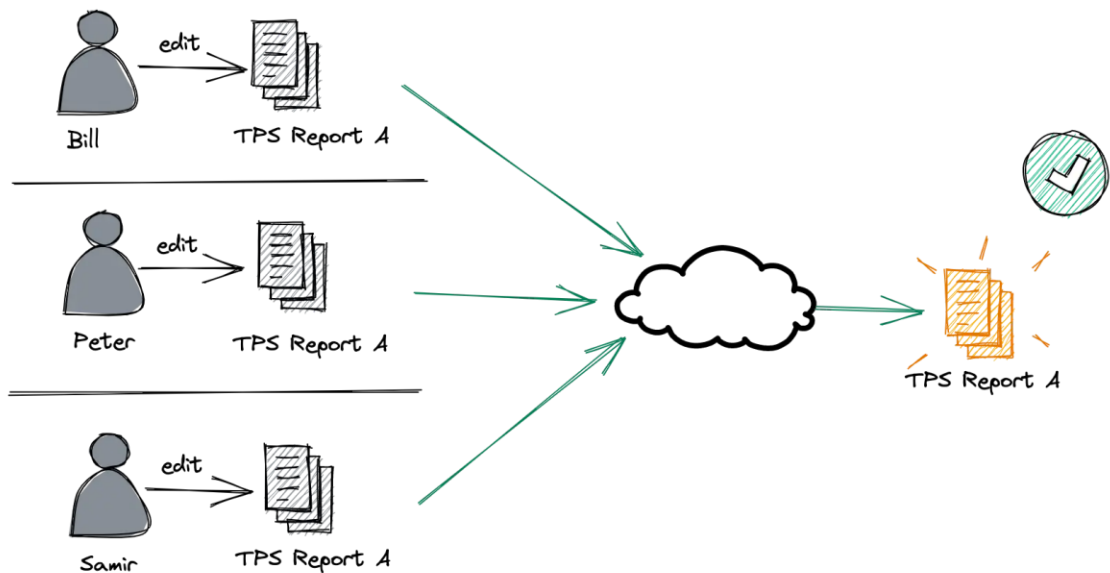 edit
Bill
TPS Report A
edit
Peter
TPS Report A
TPS Report A
edit
Samir
TPS Report A